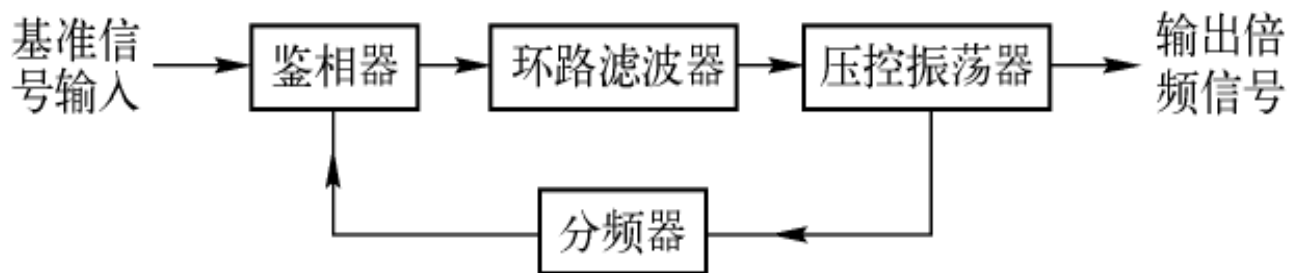 基准信
号输入
鉴相器
环路滤波器
压控振荡器
输出倍
频信号
分频器